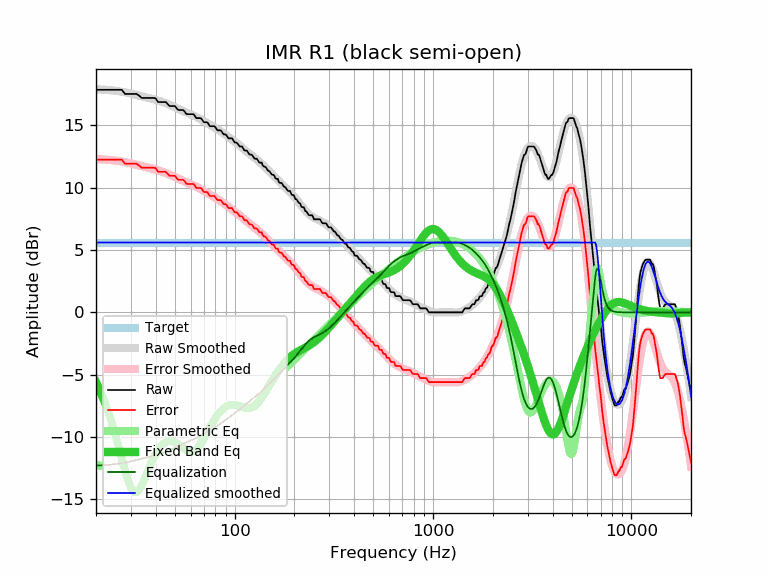 IMR R1 (black semi-open)
Amplitude (dBr)
15
10
5
0
−5
−10
−15
Target
Raw Smoothed
Error Smoothed
Raw
Error
Parametric Eq
Fixed Band Eq
Equalization
Equalized smoothed
100
1000
10000
Frequency (Hz)